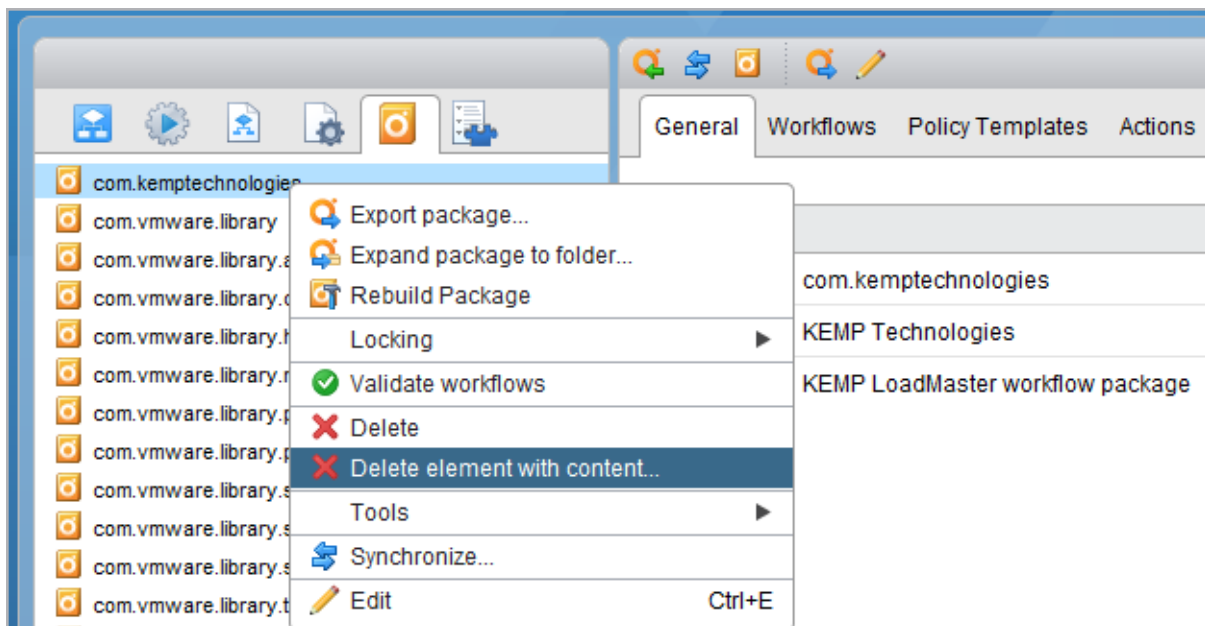 General Workflows Policy Templates Actions
com.kemptechnologies
com.vmware.library
com.vmware.library.a
com.vmware.library.c
com.vmware.library.h
com.vmware.library.r
com.vmware.library.p
com.vmware.library.p
com.vmware.library.s
com.vmware.library.s
com.vmware.library.s
com.vmware.library.t
Export package...
Expand package to folder...
Rebuild Package
Locking
Validate workflows
Delete
Delete element with content...
Tools
Synchronize...
Edit Ctrl+E
com.kemptechnologies
KEMP Technologies
KEMP LoadMaster workflow package